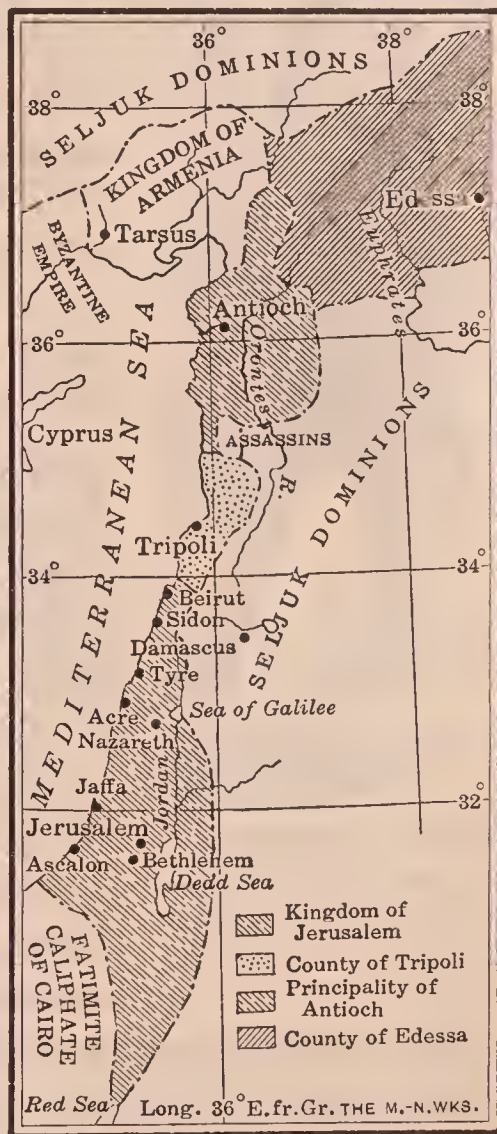 36°
38°
38°
38°
SELJUK DOMINIONS
KINGDOM OF
ARMENIA
Ed ss
Tarsus
BYZANTINE
EMPIRE
Euphrates
Antioch
36°
36°
Orontes
R
Cyprus
ASSASSINS
MEDITERRANEAN SEA
SELJUK DOMINIONS
Tripoli
34°
34°
Beirut
Sidon
Damascus
Tyre
Sea of Galilee
Acre
Nazareth
Jaffa
Jordan
32°
Jerusalem
Ascalon
Bethlehem
Dead Sea
FATIMITE
CALIPHATE
OF CAIRO
Kingdom of
Jerusalem
County of Tripoli
Principality of
Antioch
County of Edessa
Red Sea
Long. 36°E.fr.Gr. THE M.-N.WKS.